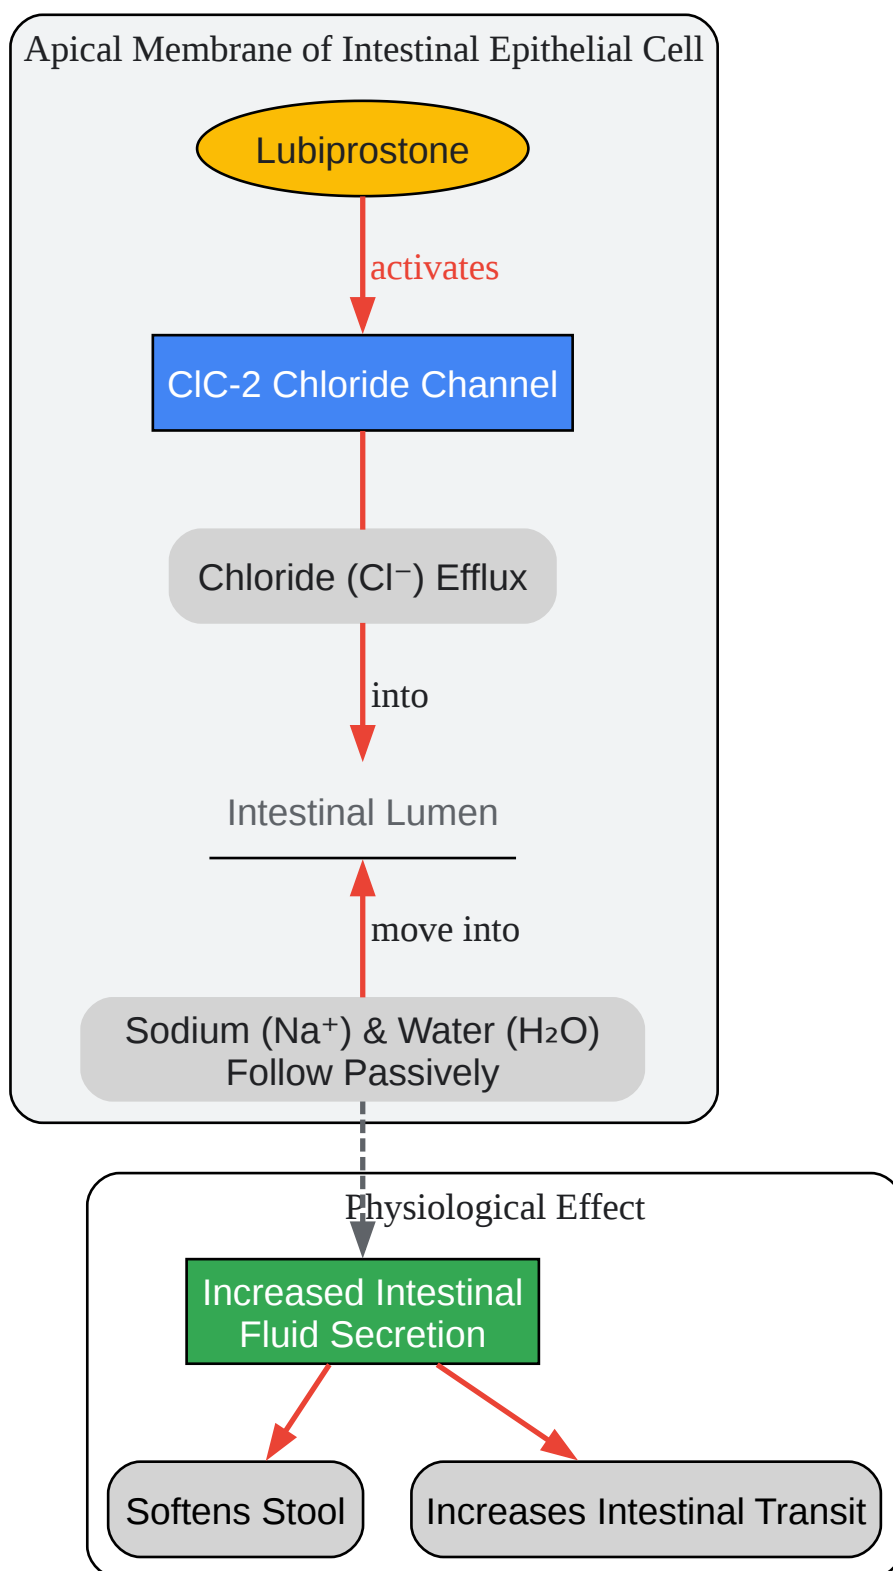 Apical Membrane of Intestinal Epithelial Cell
Lubiprostone
activates
ClC-2 Chloride Channel
Chloride (Cl⁻) Efflux
into
Intestinal Lumen
move into
Sodium (Na⁺) & Water (H₂O)
Follow Passively
Physiological Effect
Increased Intestinal
Fluid Secretion
Softens Stool
Increases Intestinal Transit